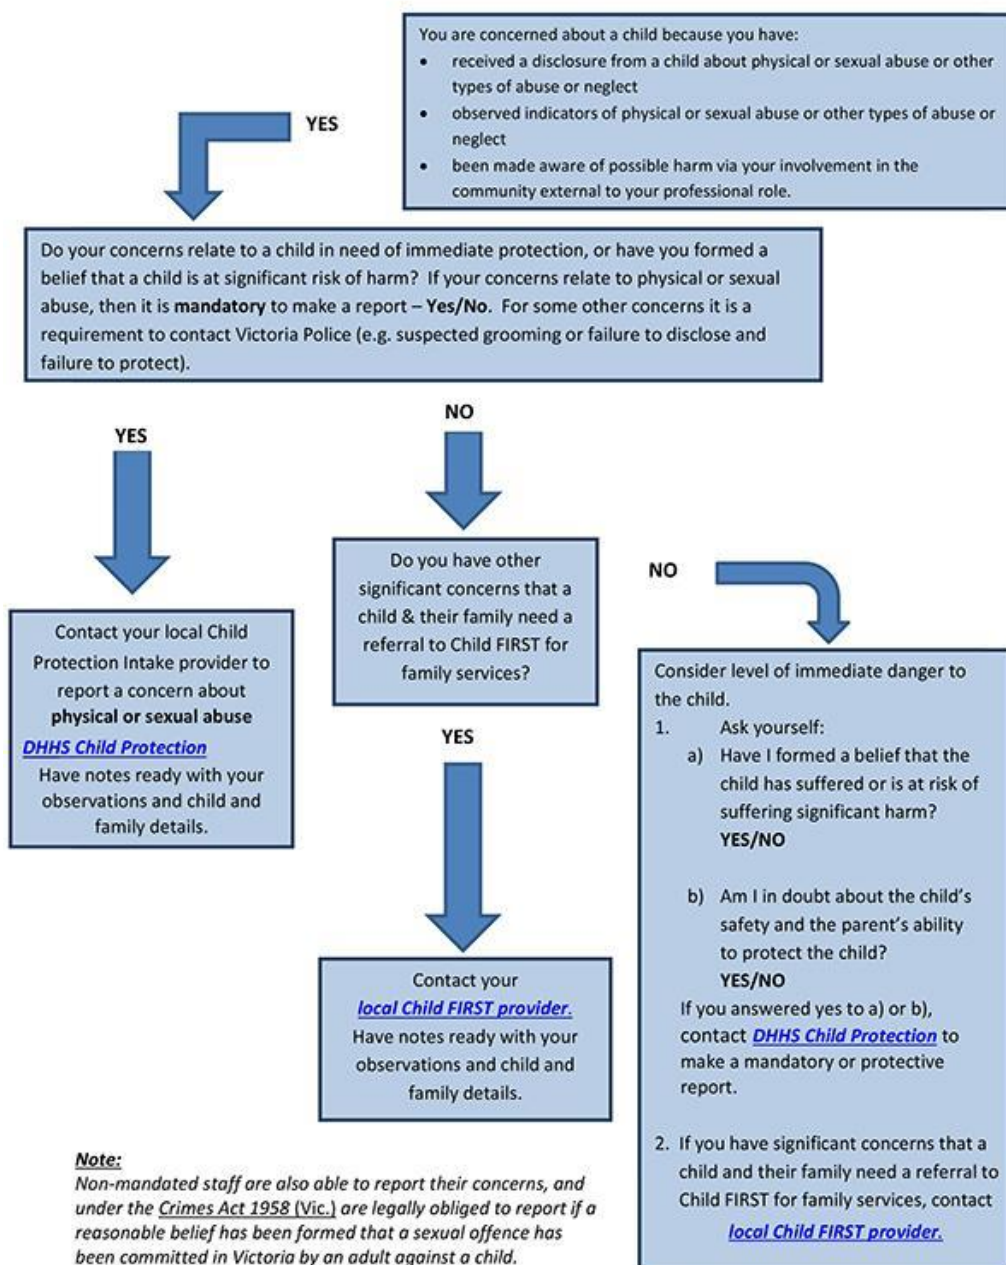 You are concerned about a child because you have:
• received a disclosure from a child about physical or sexual abuse or other
types of abuse or neglect
• observed indicators of physical or sexual abuse or other types of abuse or
neglect
• been made aware of possible harm via your involvement in the
community external to your professional role.
YES
Do your concerns relate to a child in need of immediate protection, or have you formed a
belief that a child is at significant risk of harm? If your concerns relate to physical or sexual
abuse, then it is mandatory to make a report – Yes/No. For some other concerns it is a
requirement to contact Victoria Police (e.g. suspected grooming or failure to disclose and
failure to protect).
YES
NO
Contact your local Child
Protection Intake provider to
report a concern about
physical or sexual abuse
DHHS Child Protection
Have notes ready with your
observations and child and
family details.
Do you have other
significant concerns that a
child & their family need a
referral to Child FIRST for
family services?
NO
YES
Contact your
local Child FIRST provider.
Have notes ready with your
observations and child and
family details.
Consider level of immediate danger to
the child.
1. Ask yourself:
a) Have I formed a belief that the
child has suffered or is at risk of
suffering significant harm?
YES/NO
b) Am I in doubt about the child's
safety and the parent's ability
to protect the child?
YES/NO
If you answered yes to a) or b),
contact DHHS Child Protection to
make a mandatory or protective
report.
2. If you have significant concerns that a
child and their family need a referral to
Child FIRST for family services, contact
local Child FIRST provider.
Note:
Non-mandated staff are also able to report their concerns, and
under the Crimes Act 1958 (Vic.) are legally obliged to report if a
reasonable belief has been formed that a sexual offence has
been committed in Victoria by an adult against a child.